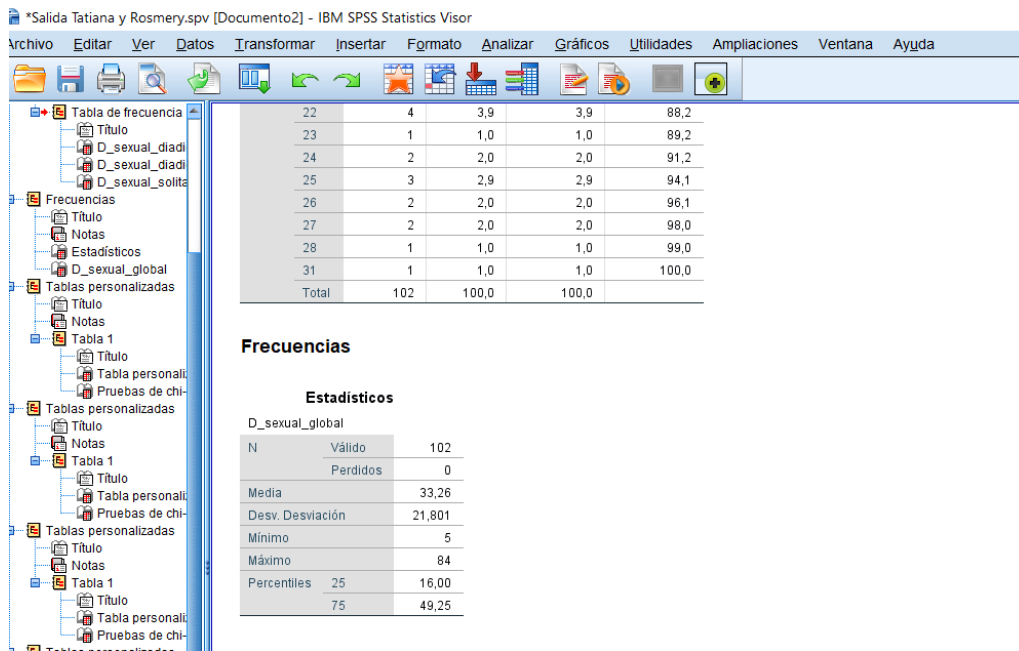 *Salida Tatiana y Rosmery.spv [Documento2] - IBM SPSS Statistics Visor
Archivo Editar Ver Datos Transformar Insertar Formato Analizar Gráficos Utilidades Ampliaciones Ventana Ayuda
Tabla de frecuencia
Título
D_sexual_diadi
D_sexual_diadi
D_sexual_solita
Frecuencias
Título
Notas
Estadísticos
D_sexual_global
Tablas personalizadas
Título
Notas
Tabla 1
Título
Tabla personali
Pruebas de chi-
Tablas personalizadas
Título
Notas
Tabla 1
Título
Tabla personali
Pruebas de chi-
Tablas personalizadas
Título
Notas
Tabla 1
Título
Tabla personali
Pruebas de chi-
Tablas personalizadas
22 4 3,9 3,9 88,2
23 1 1,0 1,0 89,2
24 2 2,0 2,0 91,2
25 3 2,9 2,9 94,1
26 2 2,0 2,0 96,1
27 2 2,0 2,0 98,0
28 1 1,0 1,0 99,0
31 1 1,0 1,0 100,0
Total 102 100,0 100,0
Frecuencias
Estadísticos
D_sexual_global
N Válido 102
Perdidos 0
Media 33,26
Desv. Desviación 21,801
Mínimo 5
Máximo 84
Percentiles 25 16,00
75 49,25